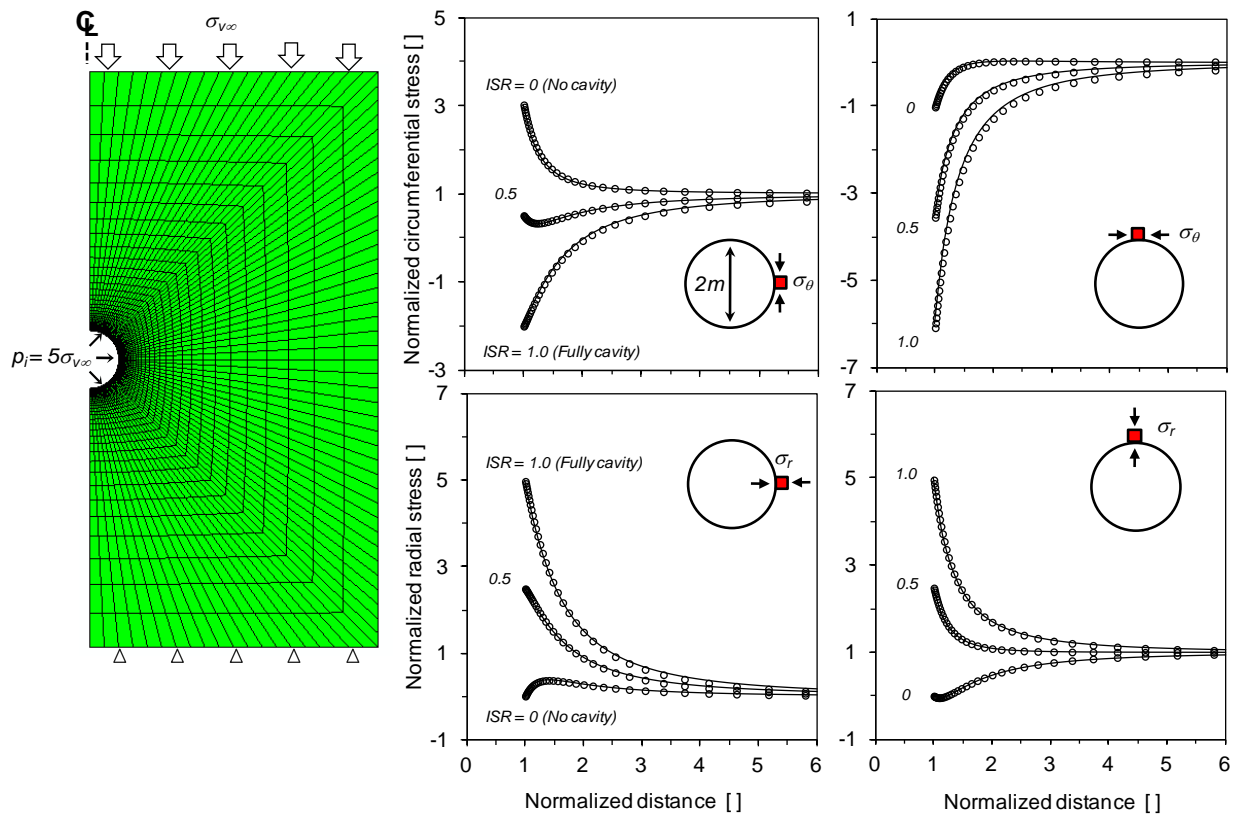 ℄
σv∞
pi = 5σv∞
Normalized circumferential stress [ ]
5
3
1
-1
-3
ISR = 0 (No cavity)
0.5
ISR = 1.0 (Fully cavity)
2m
σθ
1
-1
-3
-5
-7
0
0.5
1.0
σθ
Normalized radial stress [ ]
7
5
3
1
-1
ISR = 1.0 (Fully cavity)
0.5
ISR = 0 (No cavity)
σr
0 1 2 3 4 5 6
Normalized distance [ ]
7
5
3
1
-1
1.0
0.5
0
σr
0 1 2 3 4 5 6
Normalized distance [ ]